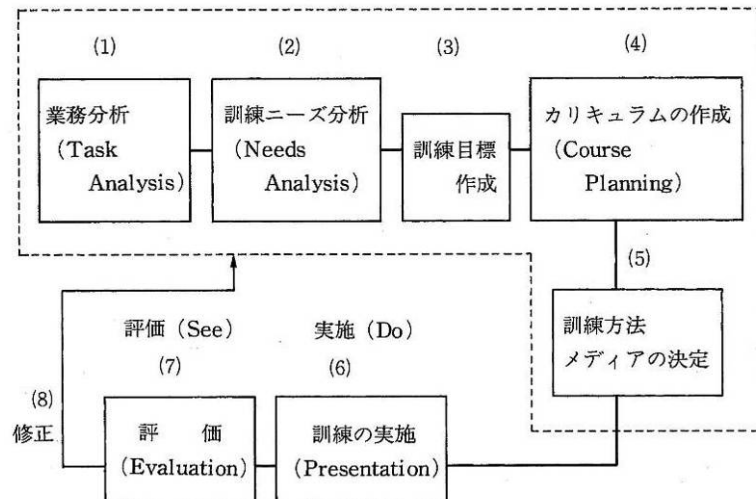 (1)
(2)
(3)
(4)
業務分析
(Task
Analysis)
訓練ニーズ分析
(Needs
Analysis)
訓練目標
作成
カリキュラムの作成
(Course
Planning)
(5)
訓練方法
メディアの決定
評価(See)
実施(Do)
(7)
(6)
(8)
修正
評 価
(Evaluation)
訓練の実施
(Presentation)